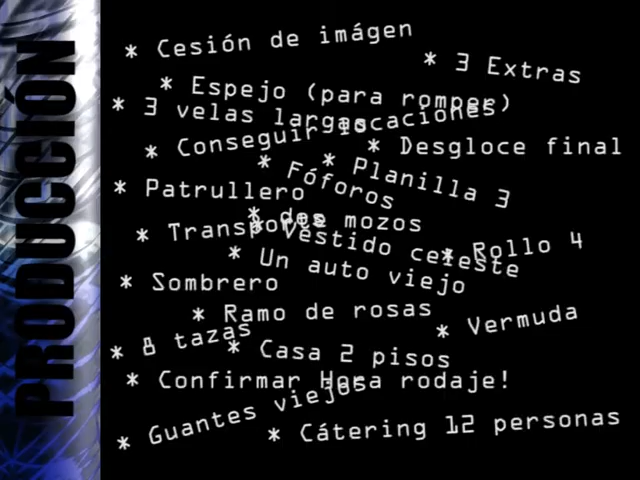 PRODUCCIÓN
* Cesión de imágen
* 3 Extras
* Espejo (para romper)
* 3 velas largas
* Conseguir locaciones
* Desgloce final
* Fóforos
* Planilla 3
* Patrullero
* dos mozos
* Transporte
* Vestido celeste
* Rollo 4
* Un auto viejo
* Sombrero
* Ramo de rosas
* Vermuda
* 8 tazas
* Casa 2 pisos
* Confirmar Hora rodaje!
* Guantes viejos
* Cátering 12 personas